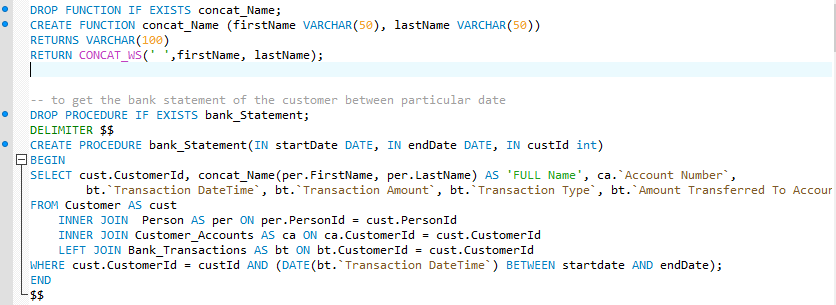 DROP FUNCTION IF EXISTS concat_Name;
CREATE FUNCTION concat_Name (firstName VARCHAR(50), lastName VARCHAR(50))
RETURNS VARCHAR(100)
RETURN CONCAT_WS(' ',firstName, lastName);
-- to get the bank statement of the customer between particular date
DROP PROCEDURE IF EXISTS bank_Statement;
DELIMITER $$
CREATE PROCEDURE bank_Statement(IN startDate DATE, IN endDate DATE, IN custId int)
BEGIN
SELECT cust.CustomerId, concat_Name(per.FirstName, per.LastName) AS 'FULL Name', ca.`Account Number`,
bt.`Transaction DateTime`, bt.`Transaction Amount`, bt.`Transaction Type`, bt.`Amount Transferred To Accour
FROM Customer AS cust
INNER JOIN Person AS per ON per.PersonId = cust.PersonId
INNER JOIN Customer_Accounts AS ca ON ca.CustomerId = cust.CustomerId
LEFT JOIN Bank_Transactions AS bt ON bt.CustomerId = cust.CustomerId
WHERE cust.CustomerId = custId AND (DATE(bt.`Transaction DateTime`) BETWEEN startdate AND endDate);
END
$$